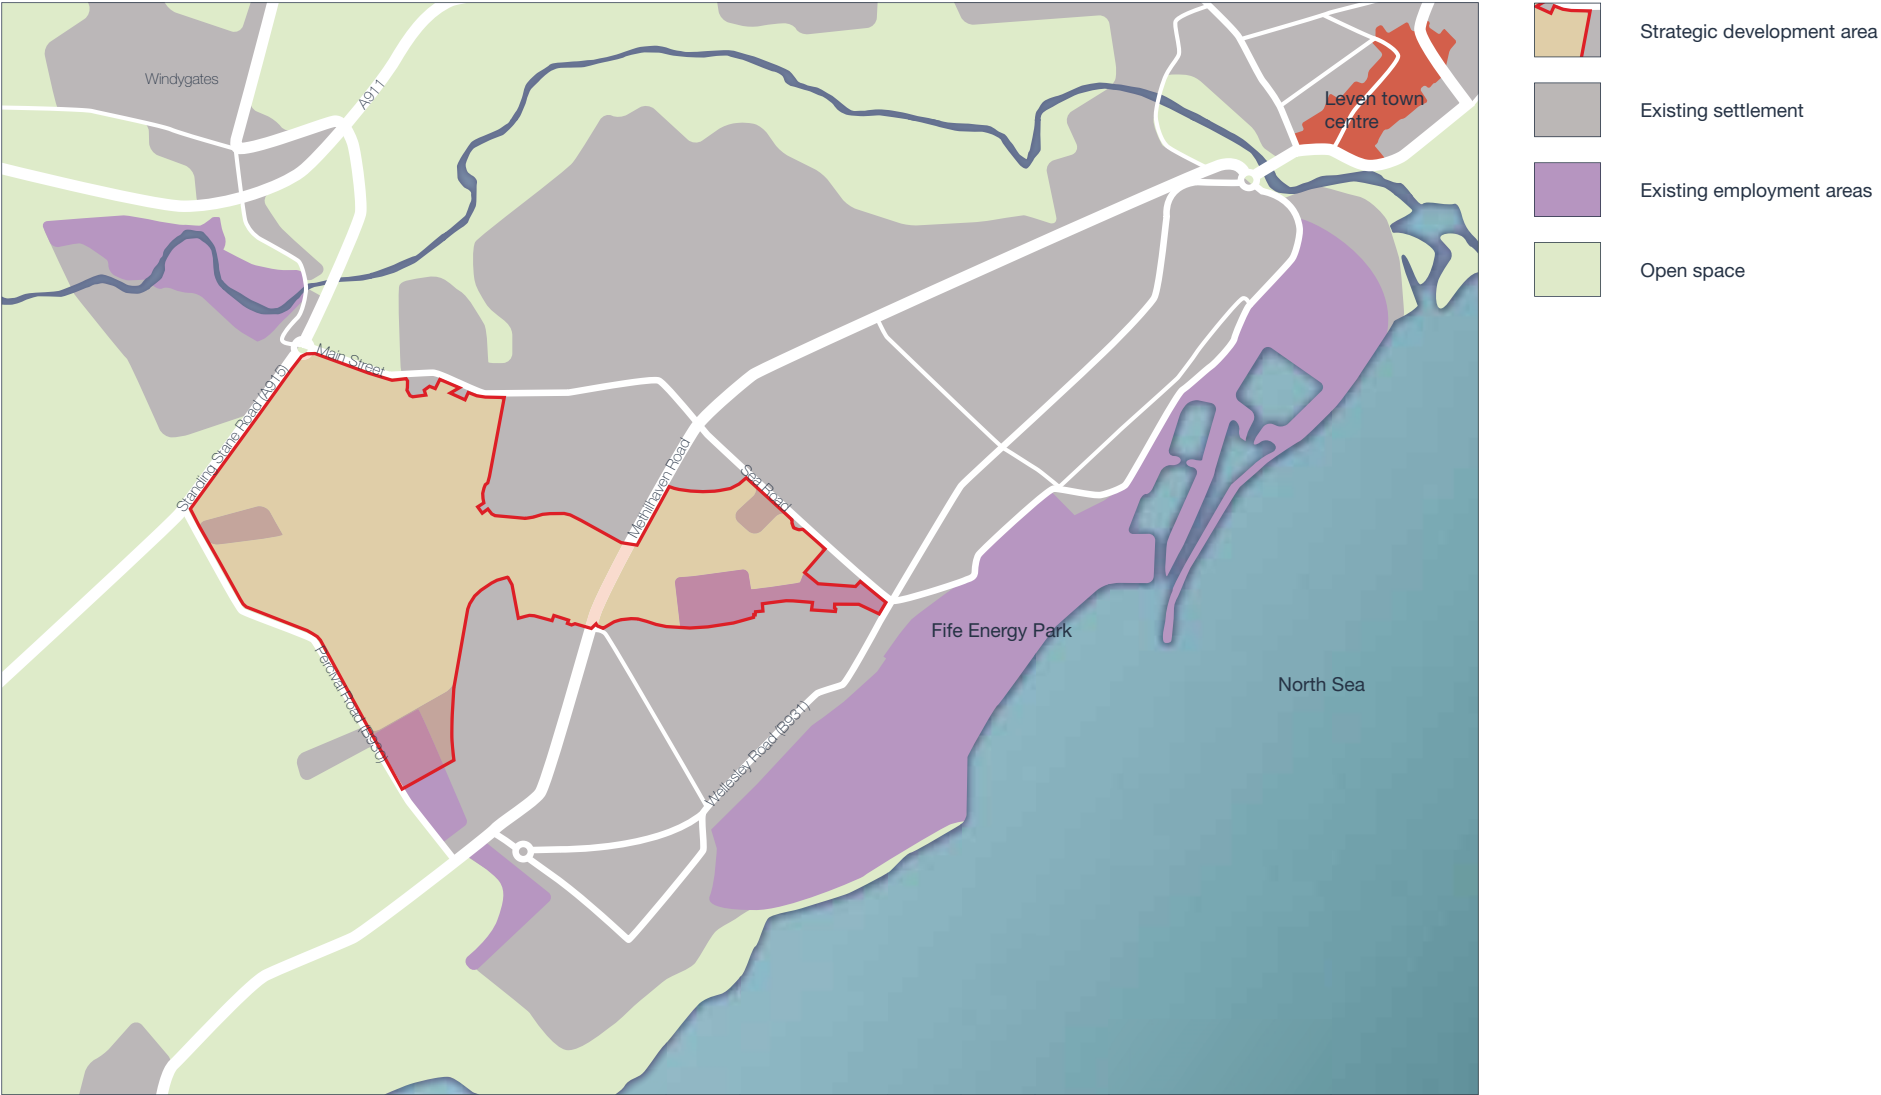 Strategic development area
Existing settlement
Existing employment areas
Open space
Windygates
A911
Leven town
centre
Main Street
Standing Stane Road (A915)
Methilhaven Road
Sea Road
Percival Road (B930)
Wellesley Road (B931)
Fife Energy Park
North Sea